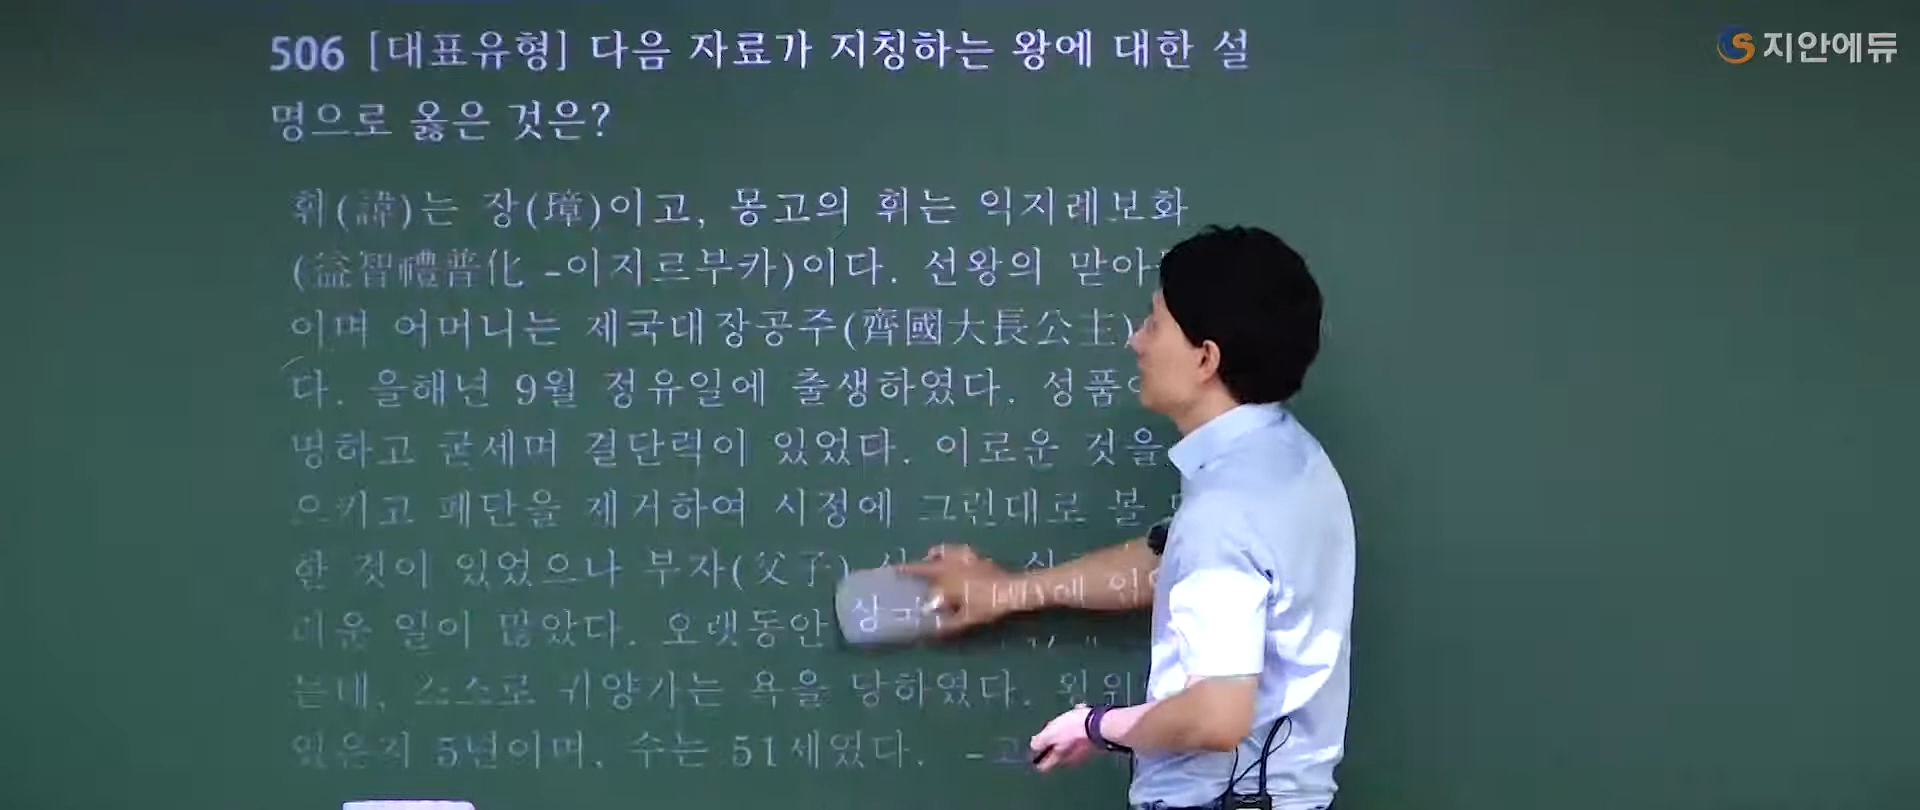 506 [대표유형] 다음 자료가 지칭하는 왕에 대한 설
명으로 옳은 것은?
휘(諱)는 장(璋)이고, 몽고의 휘는 익지레보화
(益智禮普化 -이지르부카)이다. 선왕의 맏아
이며 어머니는 제국대장공주(齊國大長公主)
다. 을해년 9월 정유일에 출생하였다. 성품
명하고 굳세며 결단력이 있었다. 이로운 것을
으키고 폐단을 제거하여 시정에 그런대로 볼
한 것이 있었으나 부자(父子)
러운 일이 많았다. 오랫동안 상국
는데, 스스로 귀양가는 욕을 당하였다. 왕위
있은지 5년이며, 수는 51세였다. -고
지안에듀